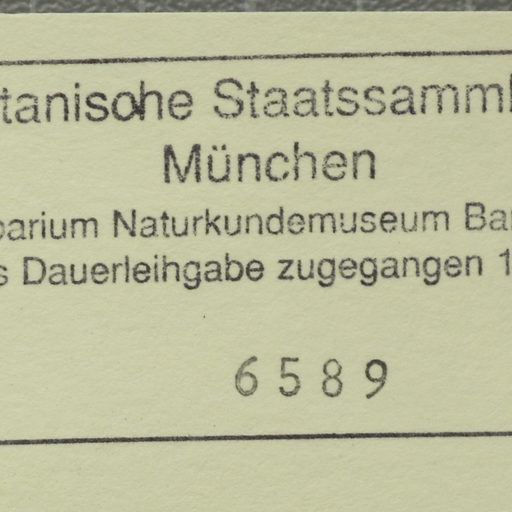 tanische Staatssamml
München
barium Naturkundemuseum Ba
s Dauerleihgabe zugegangen 1
6589